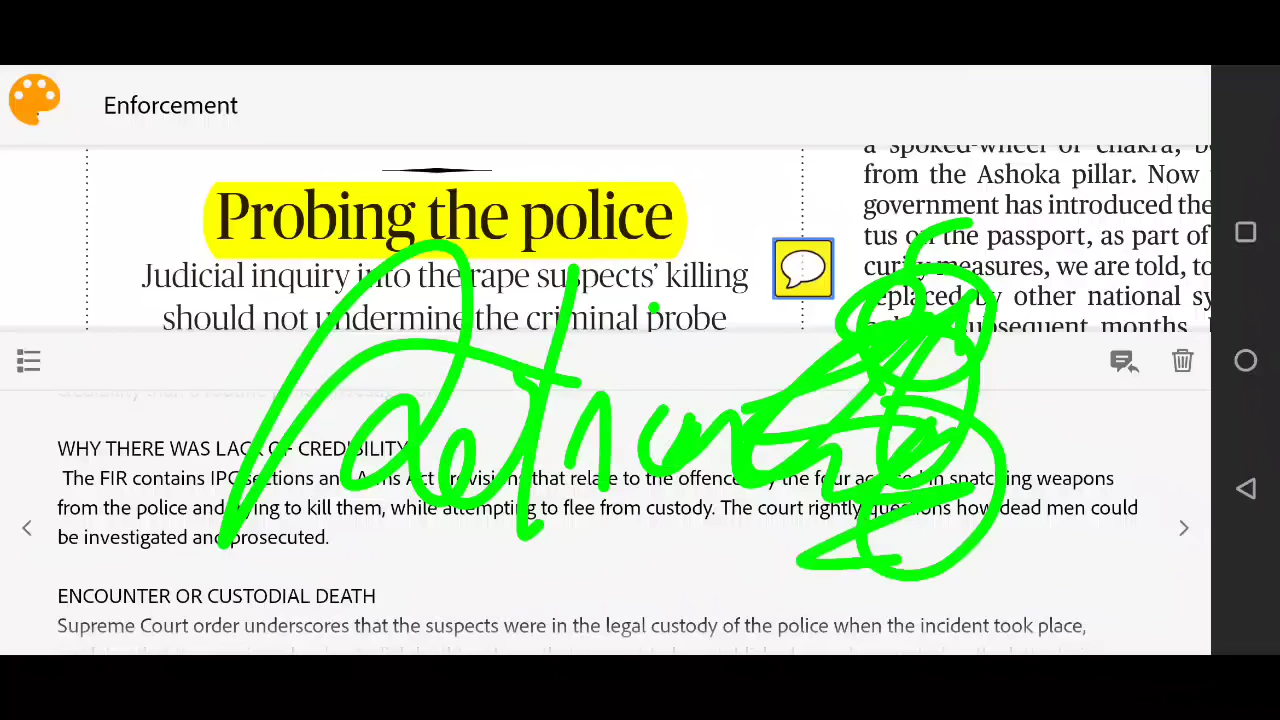 Enforcement
Probing the police
Judicial inquiry into the rape suspects' killing
should not undermine the criminal probe
a spoked-wheel of chakra, b
from the Ashoka pillar. Now
government has introduced the
tus on the passport, as part of
curity measures, we are told, to
replaced by other national sy
subsequent months.
WHY THERE WAS LACK OF CREDIBILITY
The FIR contains IPC sections and Arms Act provisions that relate to the offence by the four accused in snatching weapons
from the police and trying to kill them, while attempting to flee from custody. The court rightly questions how dead men could
be investigated and prosecuted.
ENCOUNTER OR CUSTODIAL DEATH
Supreme Court order underscores that the suspects were in the legal custody of the police when the incident took place,